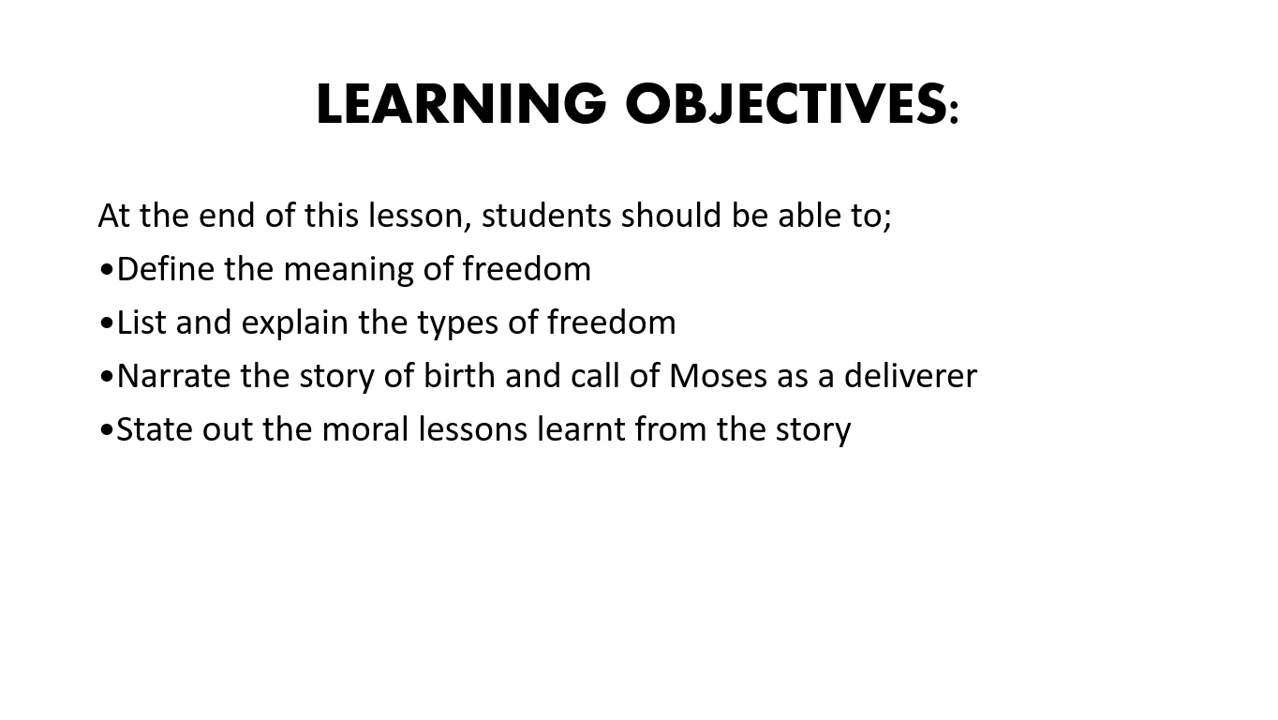 LEARNING OBJECTIVES:
At the end of this lesson, students should be able to;
•Define the meaning of freedom
•List and explain the types of freedom
•Narrate the story of birth and call of Moses as a deliverer
•State out the moral lessons learnt from the story